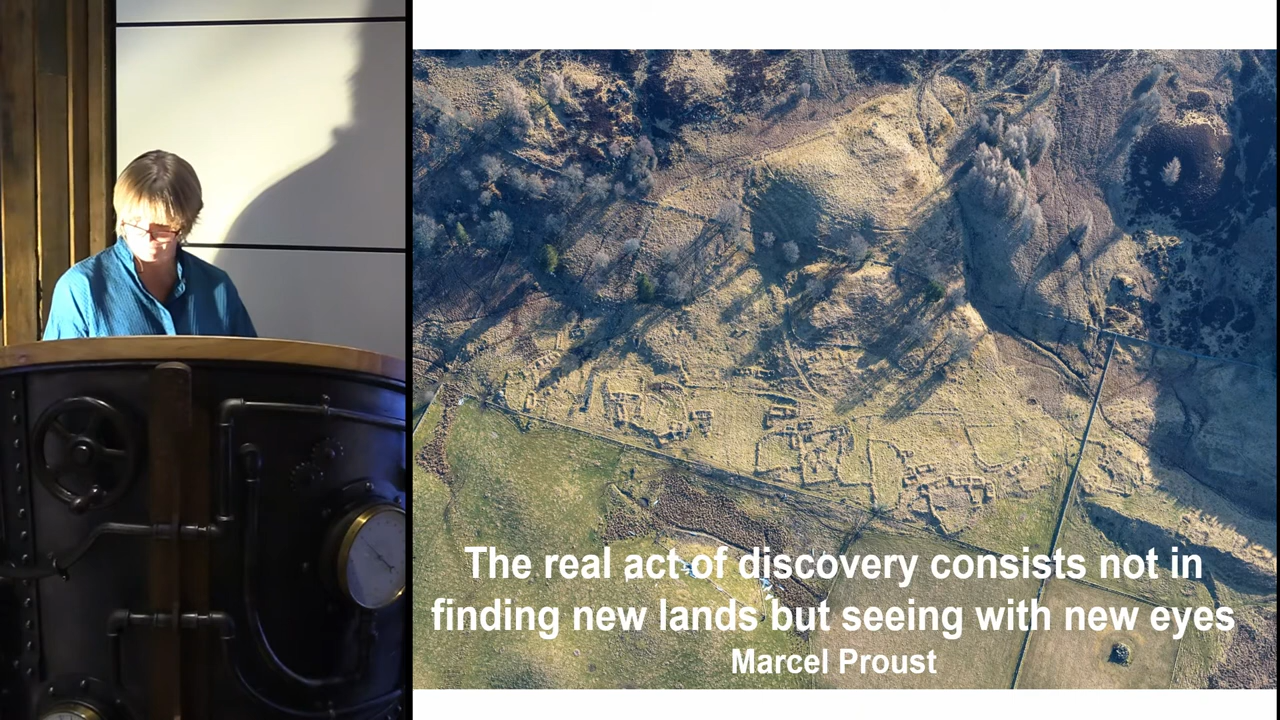 The real act of discovery consists not in
finding new lands but seeing with new eyes
Marcel Proust